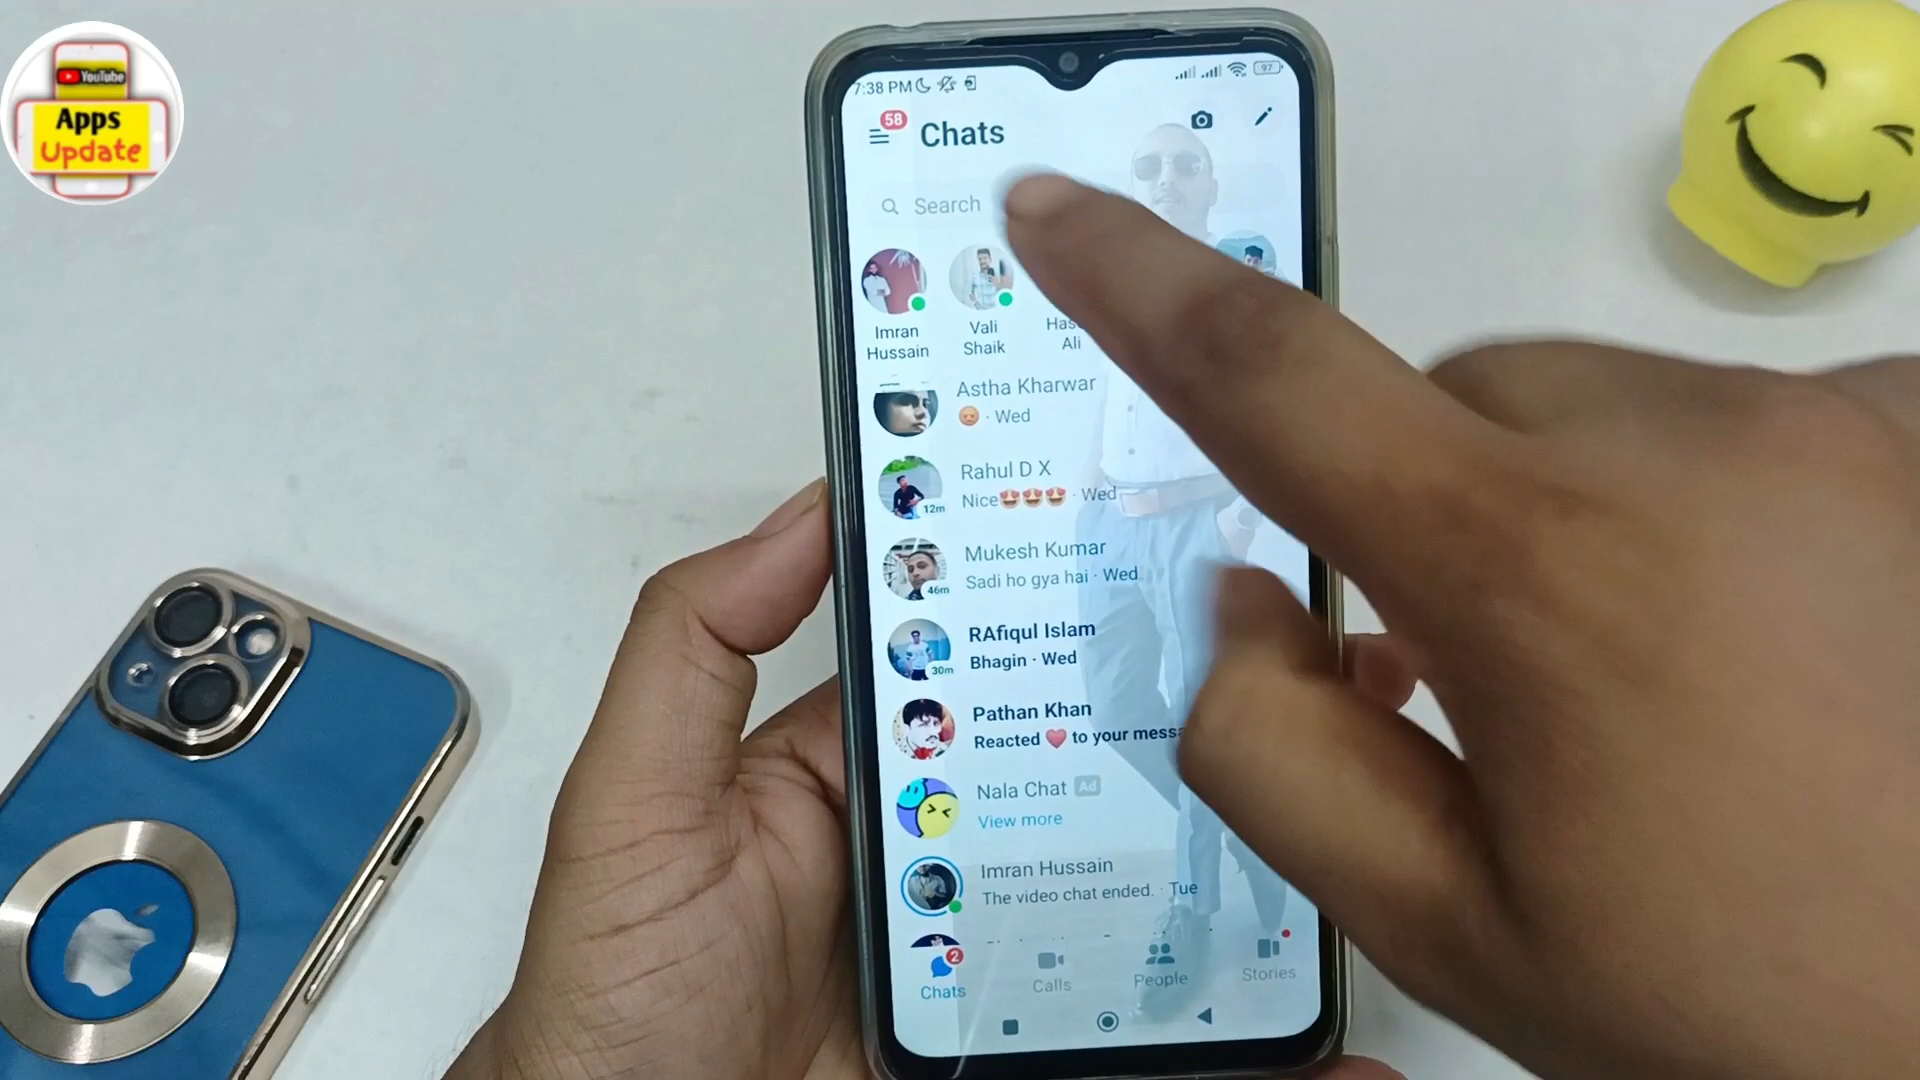 YouTube
Apps
Update
7:38 PM
97
58
Chats
Search
Imran
Hussain
Vali
Shaik
Ali
Astha Kharwar
· Wed
Rahul D X
Nice😍😍😍 · Wed
12m
Mukesh Kumar
Sadi ho gya hai · Wed
46m
RAfiqul Islam
Bhagin · Wed
30m
Pathan Khan
Reacted ❤️ to your
Nala Chat Ad
View more
Imran Hussain
The video chat ended. · Tue
2
Chats
Calls
People
Stories